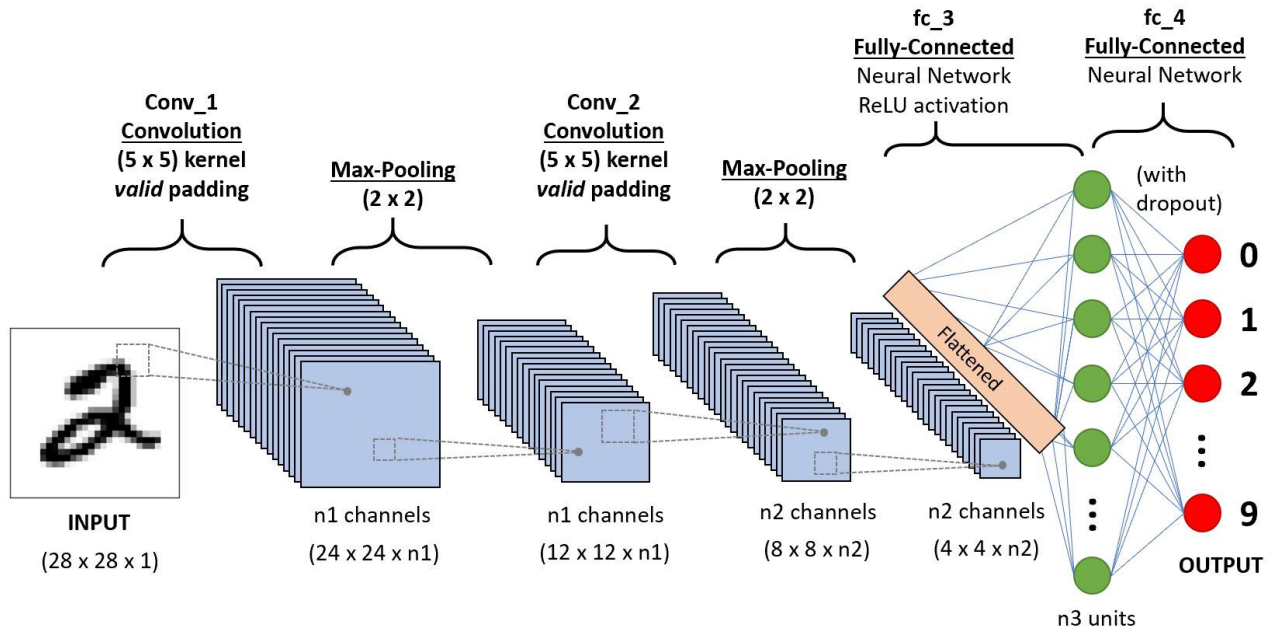 Conv_1
Convolution
(5 x 5) kernel
valid padding
Max-Pooling
(2 x 2)
Conv_2
Convolution
(5 x 5) kernel
valid padding
Max-Pooling
(2 x 2)
fc_3
Fully-Connected
Neural Network
ReLU activation
fc_4
Fully-Connected
Neural Network
(with
dropout)
Flattened
0
1
2
9
2
INPUT
(28 x 28 x 1)
n1 channels
(24 x 24 x n1)
n1 channels
(12 x 12 x n1)
n2 channels
(8 x 8 x n2)
n2 channels
(4 x 4 x n2)
n3 units
OUTPUT